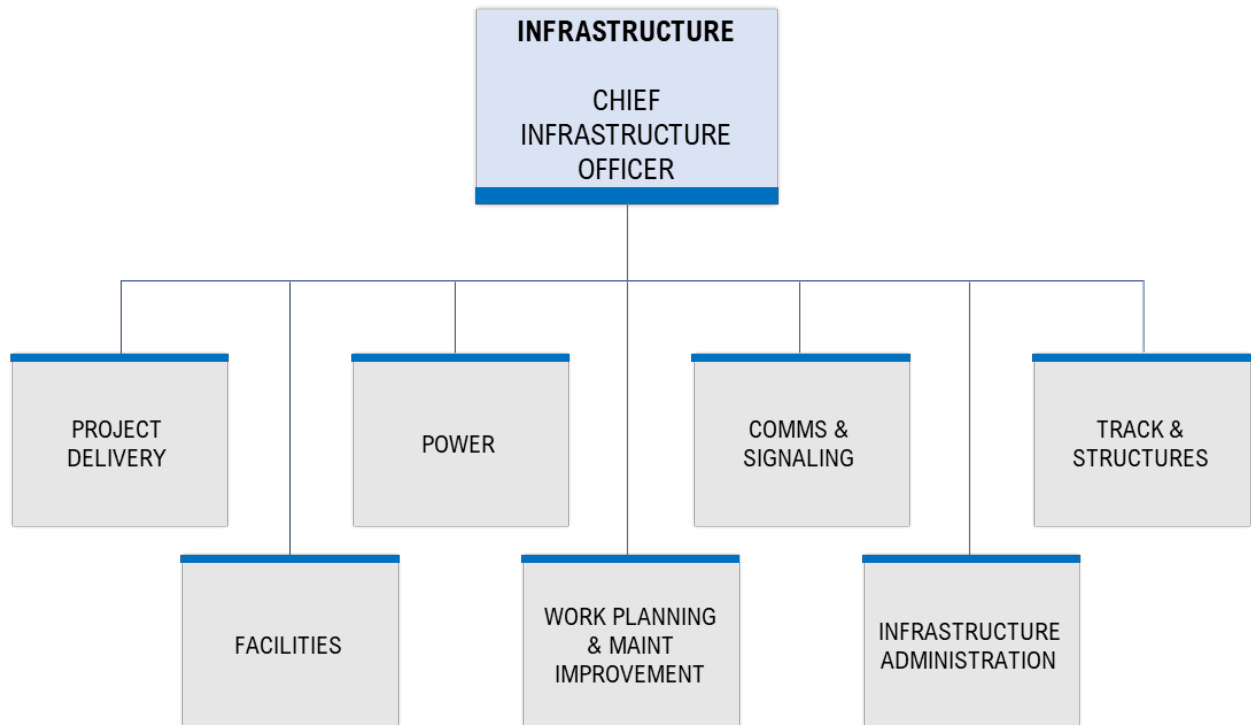 INFRASTRUCTURE
CHIEF
INFRASTRUCTURE
OFFICER
PROJECT
DELIVERY
POWER
COMMS &
SIGNALING
TRACK &
STRUCTURES
FACILITIES
WORK PLANNING
& MAINT
IMPROVEMENT
INFRASTRUCTURE
ADMINISTRATION